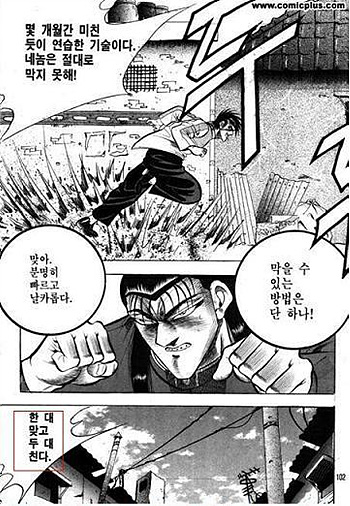 www.comicplus.com
몇 개월간 미친
듯이 연습한 기술이다.
네놈은 절대로
막지 못해!
맞아.
분명히
빠르고
날카롭다.
막을 수
있는
방법은
단 하나!
한 대
맞고
두 대
친다.
102